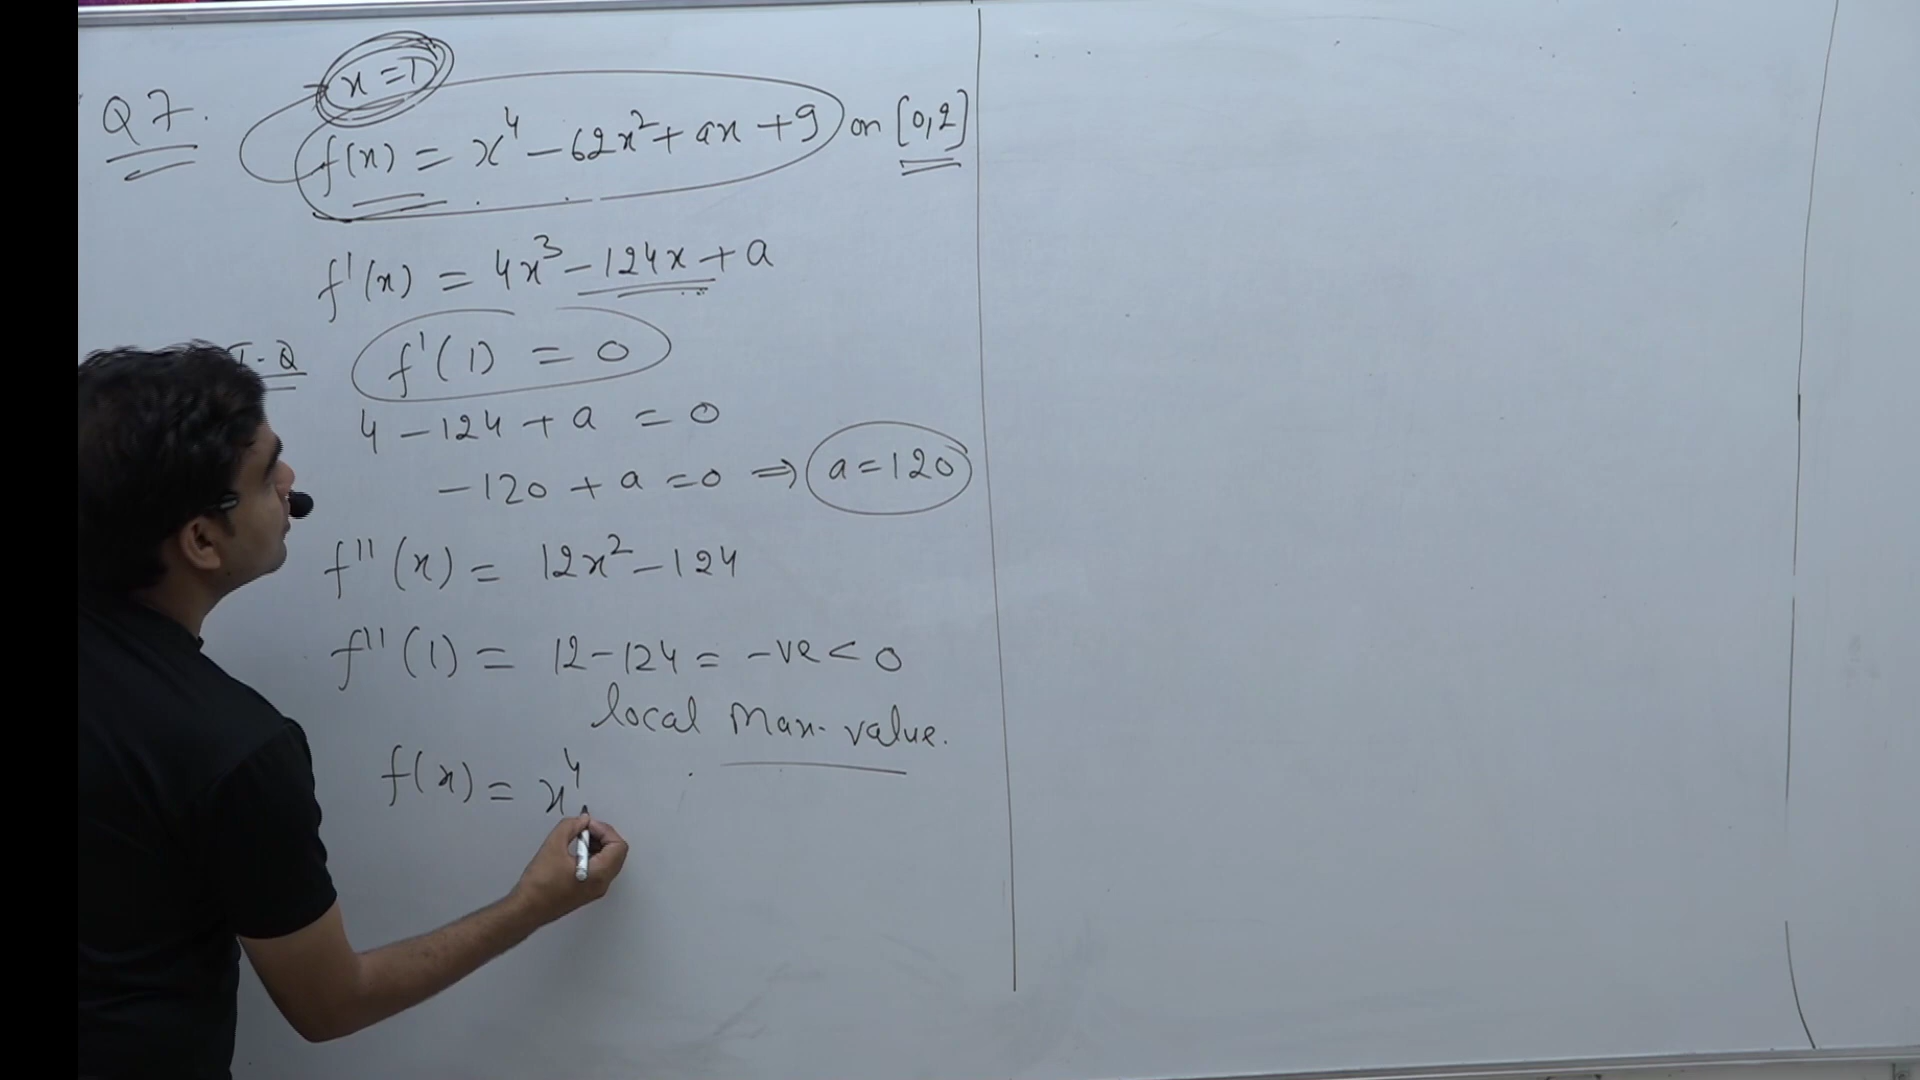 x = 1
Q 7. f(x) = x⁴ – 62x² + ax + 9 on [0,2]
f'(x) = 4x³ – 124x + a
f'(1) = 0
4 – 124 + a = 0
– 120 + a = 0 ⇒ a = 120
f''(x) = 12x² – 124
f''(1) = 12 – 124 = –ve < 0
local Max. value.
f(x) = x⁴